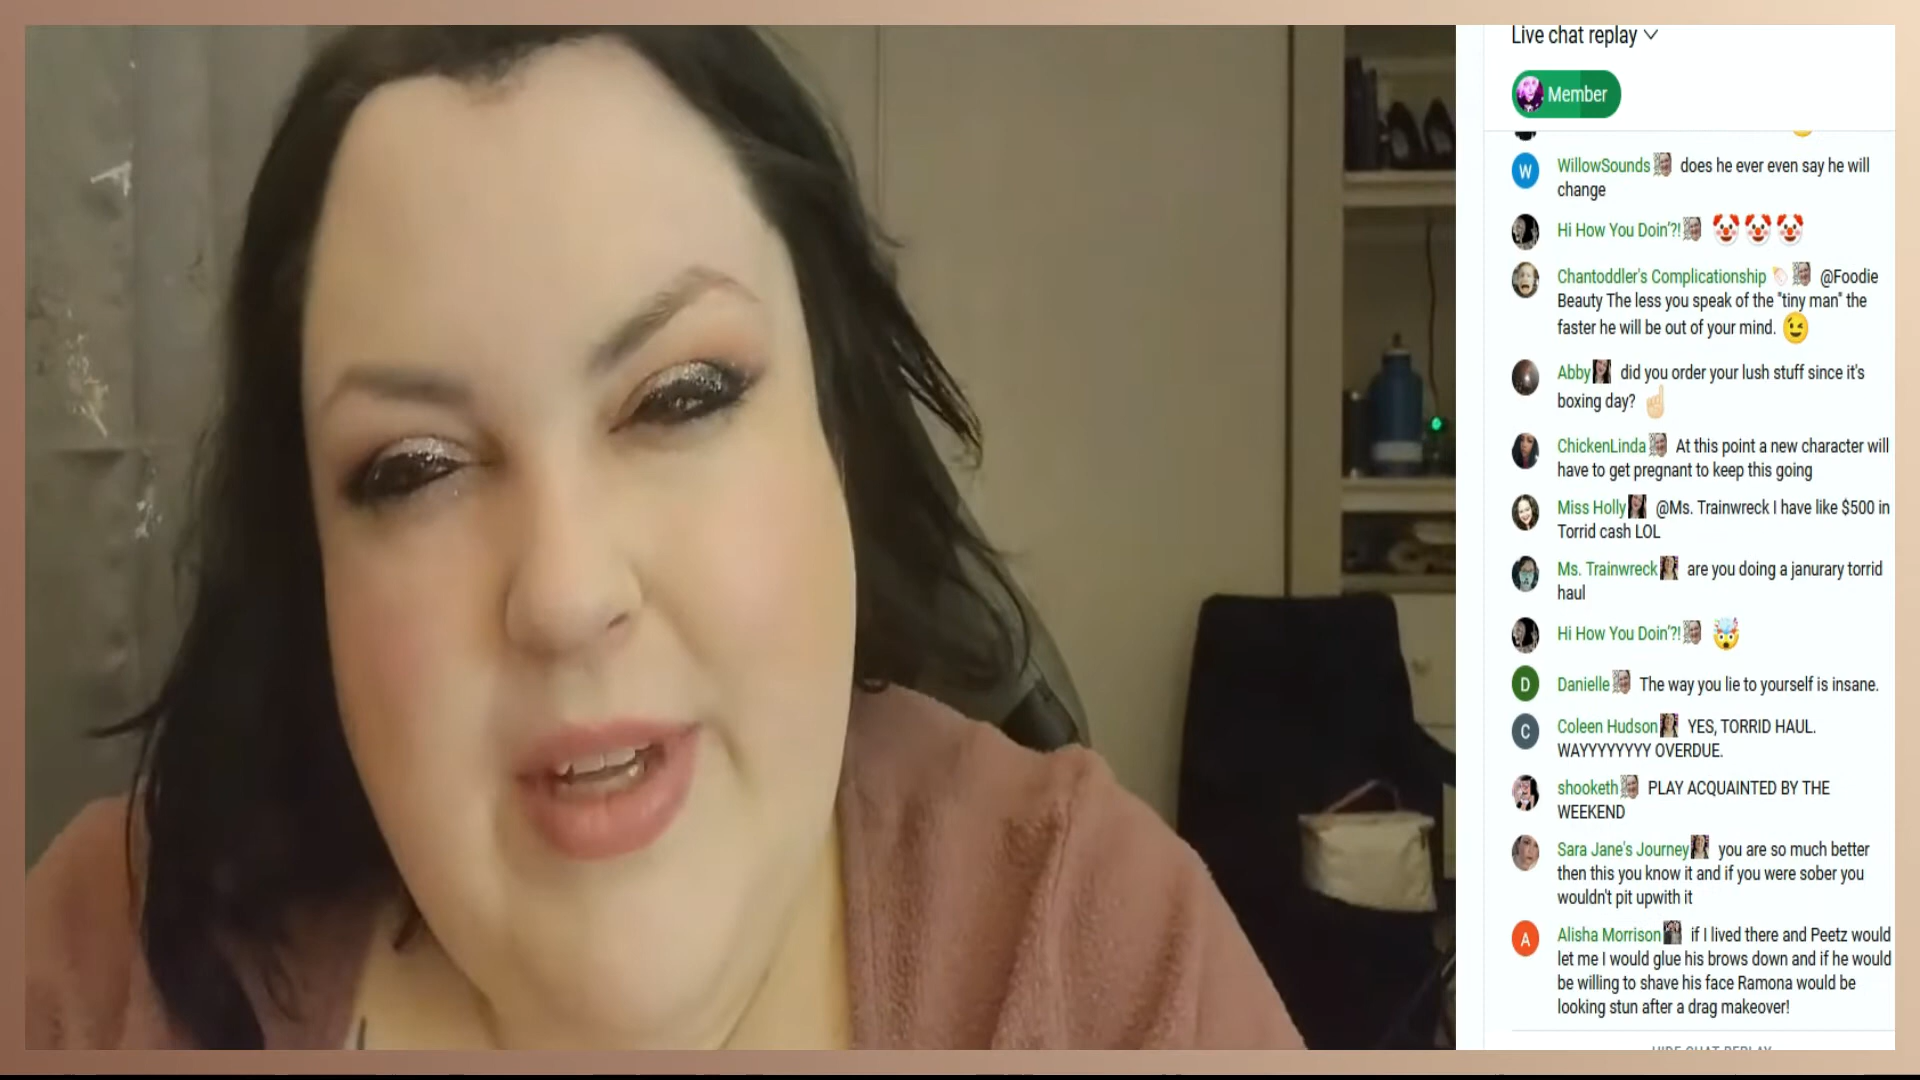 Live chat replay
Member
WillowSounds does he ever even say he will
change
Hi How You Doin'?!
Chantoddler's Complicationship @Foodie
Beauty The less you speak of the "tiny man" the
faster he will be out of your mind.
Abby did you order your lush stuff since it's
boxing day?
ChickenLinda At this point a new character will
have to get pregnant to keep this going
Miss Holly @Ms. Trainwreck I have like $500 in
Torrid cash LOL
Ms. Trainwreck are you doing a janurary torrid
haul
Hi How You Doin'?!
Danielle The way you lie to yourself is insane.
Coleen Hudson YES, TORRID HAUL.
WAYYYYYYYY OVERDUE.
shooketh PLAY ACQUAINTED BY THE
WEEKEND
Sara Jane's Journey you are so much better
then this you know it and if you were sober you
wouldn't pit upwith it
Alisha Morrison if I lived there and Peetz would
let me I would glue his brows down and if he would
be willing to shave his face Ramona would be
looking stun after a drag makeover!
HIDE CHAT REPLAY